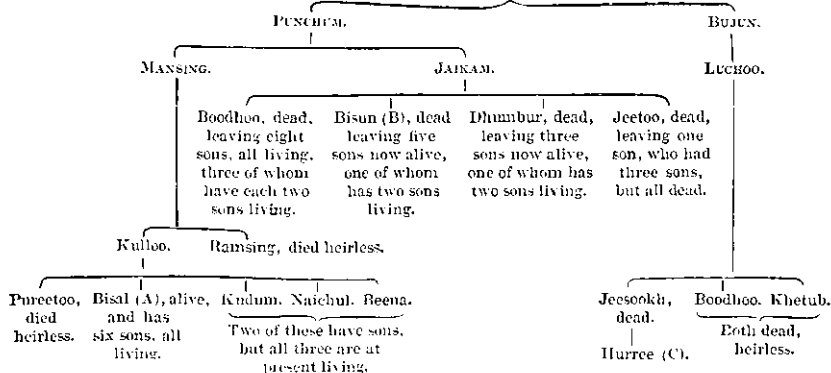 PUNCHUM. BUJUN.
MANSING. JAIKAM. LUCHOO.
Boodhoo, dead,
leaving eight
sons, all living,
three of whom
have each two
sons living.
Bisun (B), dead
leaving five
sons now alive,
one of whom
has two sons
living.
Dhunbur, dead,
leaving three
sons now alive,
one of whom has
two sons living.
Jeetoo, dead,
leaving one
son, who had
three sons,
but all dead.
Kulloo. Ramsing, died heirless.
Pureetoo,
died
heirless.
Bisal (A), alive,
and has
six sons, all
living.
Kudum. Naichul. Beena.
Two of these have sons,
but all three are at
present living.
Jeesookh,
dead.
Hurree (C).
Boodhoo. Khetub.
Both dead,
heirless.